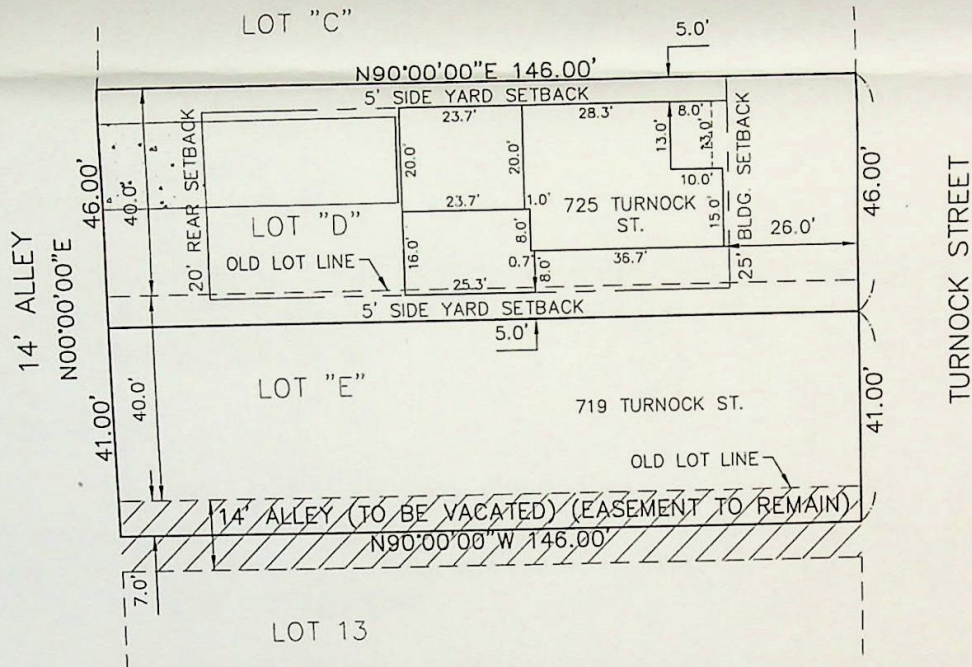 LOT "C"
5.0'
N90°00'00"E 146.00'
5' SIDE YARD SETBACK
23.7'
28.3'
8.0'
13.0'
13.0'
20.0'
20.0'
10.0'
46.00'
40.0'
20' REAR SETBACK
25' BLDG. SETBACK
46.00'
23.7'
1.0'
725 TURNOCK
ST.
15.0'
LOT "D"
8.0'
26.0'
14' ALLEY
N00°00'00"E
OLD LOT LINE
16.0'
0.7'
36.7'
8.0'
25.3'
5' SIDE YARD SETBACK
5.0'
TURNOCK STREET
LOT "E"
719 TURNOCK ST.
41.00'
40.0'
41.00'
OLD LOT LINE
14' ALLEY (TO BE VACATED) (EASEMENT TO REMAIN)
N90°00'00"W 146.00'
7.0'
LOT 13